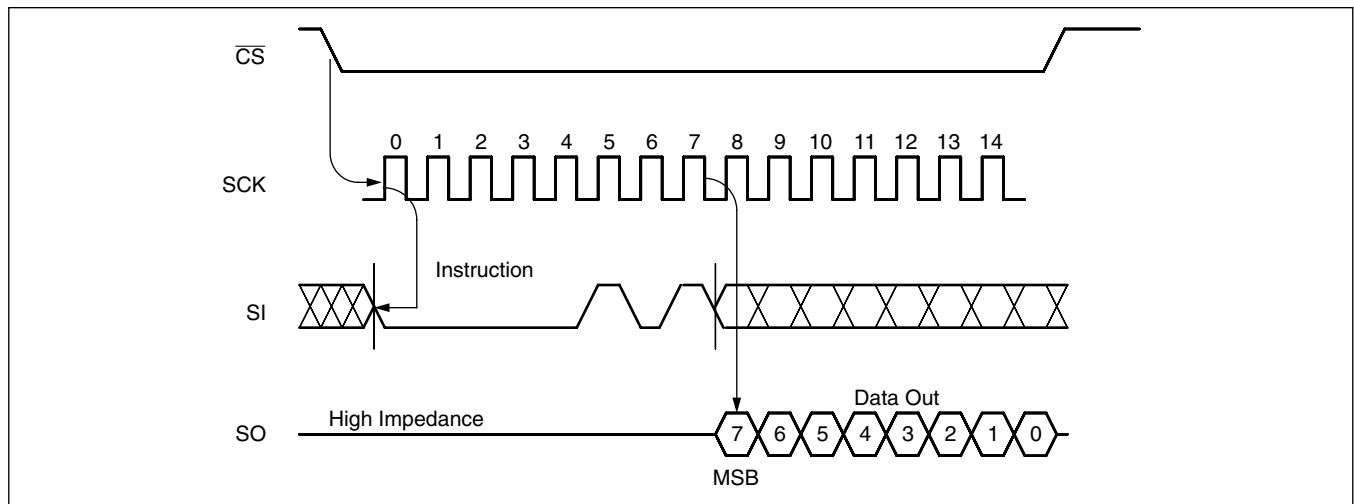 C̅S̅
0 1 2 3 4 5 6 7 8 9 10 11 12 13 14
SCK
Instruction
SI
Data Out
High Impedance
SO
7 6 5 4 3 2 1 0
MSB